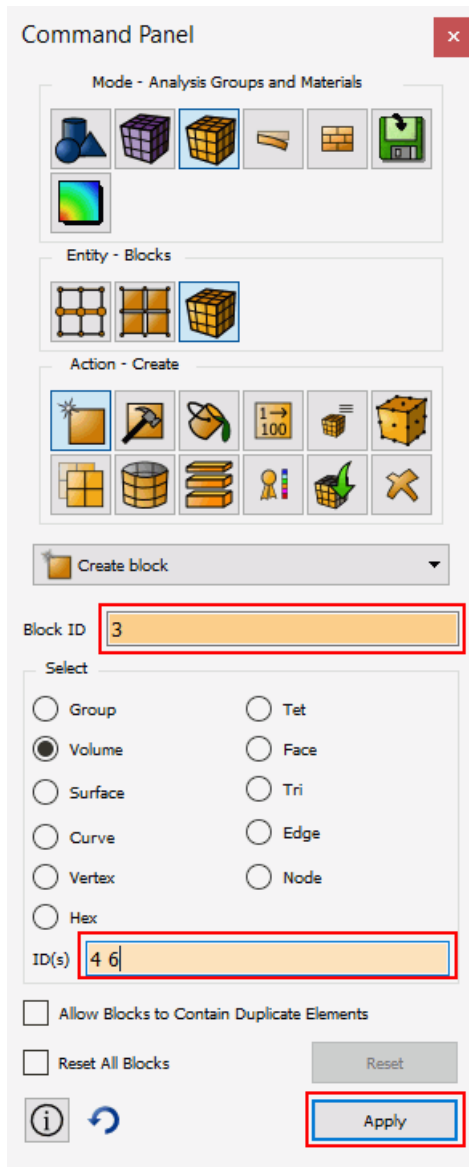 Command Panel
Mode - Analysis Groups and Materials
Entity - Blocks
Action - Create
1→
100
Create block
Block ID 3
Select
Group Tet
Volume Face
Surface Tri
Curve Edge
Vertex Node
Hex
ID(s) 4 6
Allow Blocks to Contain Duplicate Elements
Reset All Blocks Reset
Apply